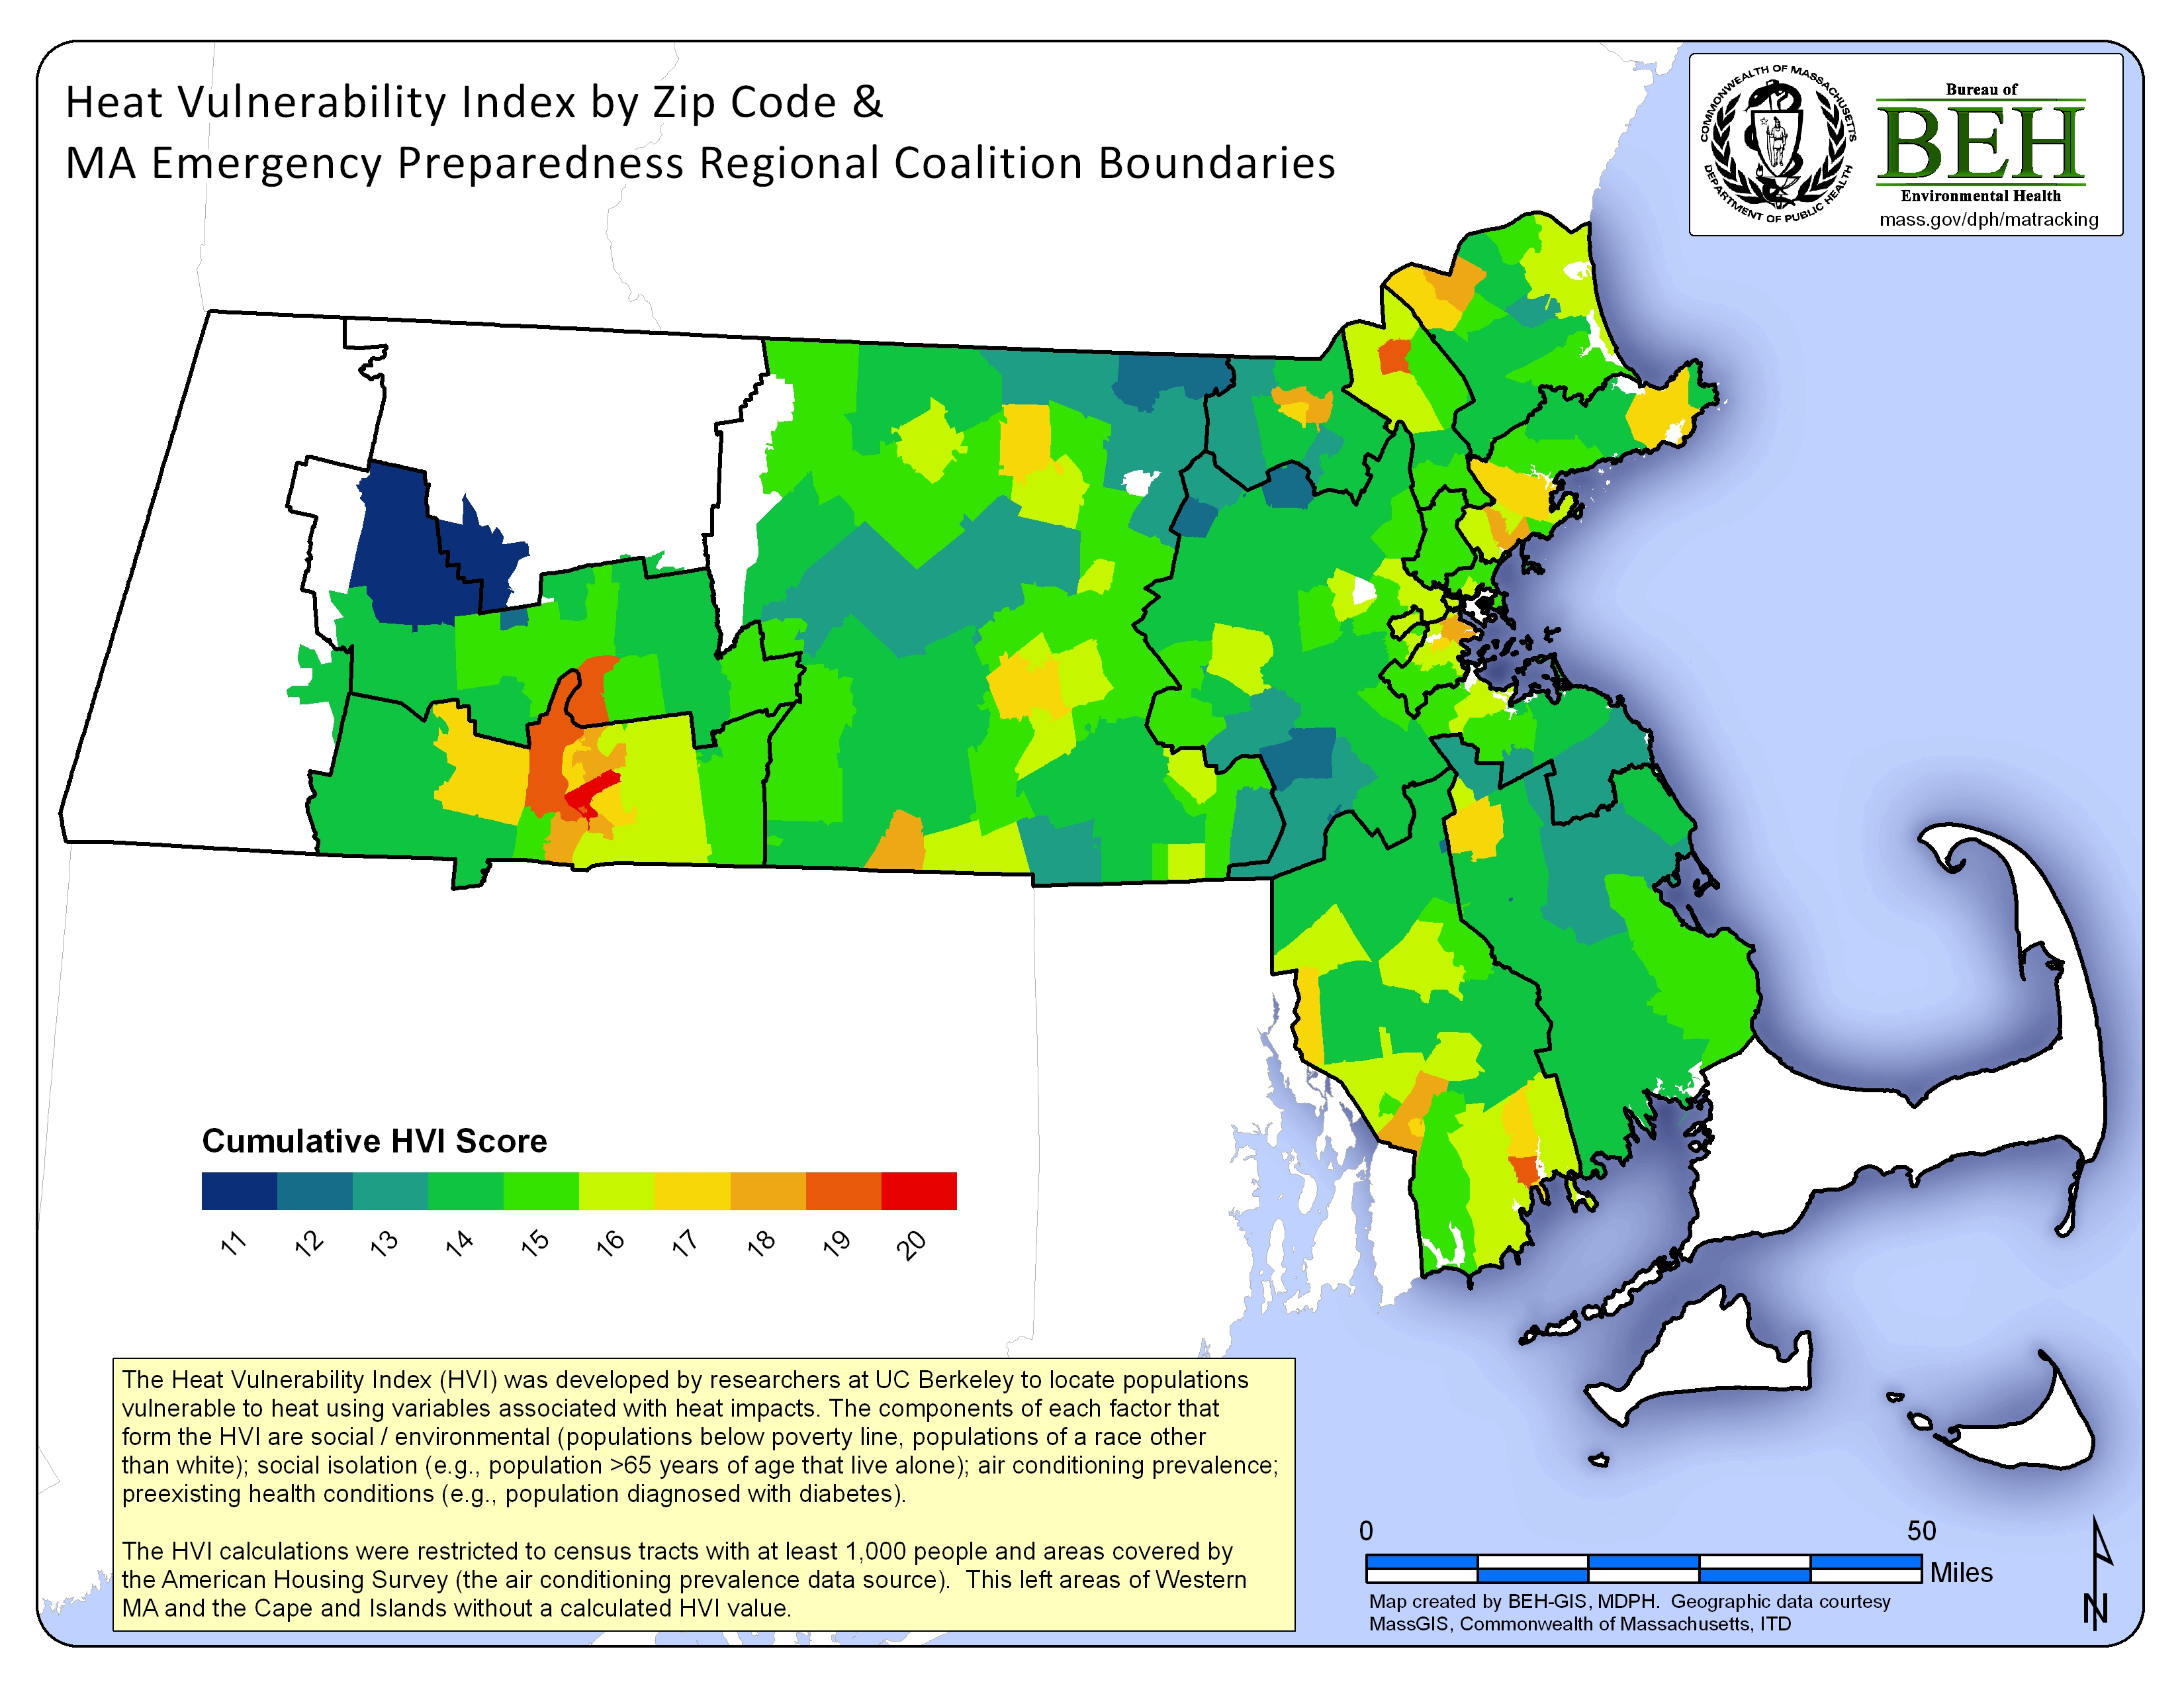 Heat Vulnerability Index by Zip Code &
MA Emergency Preparedness Regional Coalition Boundaries
COMMONWEALTH OF MASSACHUSETTS
DEPARTMENT OF PUBLIC HEALTH
Bureau of
BEH
Environmental Health
mass.gov/dph/matracking
Cumulative HVI Score
11 12 13 14 15 16 17 18 19 20
The Heat Vulnerability Index (HVI) was developed by researchers at UC Berkeley to locate populations
vulnerable to heat using variables associated with heat impacts. The components of each factor that
form the HVI are social / environmental (populations below poverty line, populations of a race other
than white); social isolation (e.g., population >65 years of age that live alone); air conditioning prevalence;
preexisting health conditions (e.g., population diagnosed with diabetes).
The HVI calculations were restricted to census tracts with at least 1,000 people and areas covered by
the American Housing Survey (the air conditioning prevalence data source).  This left areas of Western
MA and the Cape and Islands without a calculated HVI value.
0 50
Miles
Map created by BEH-GIS, MDPH.  Geographic data courtesy
MassGIS, Commonwealth of Massachusetts, ITD
N